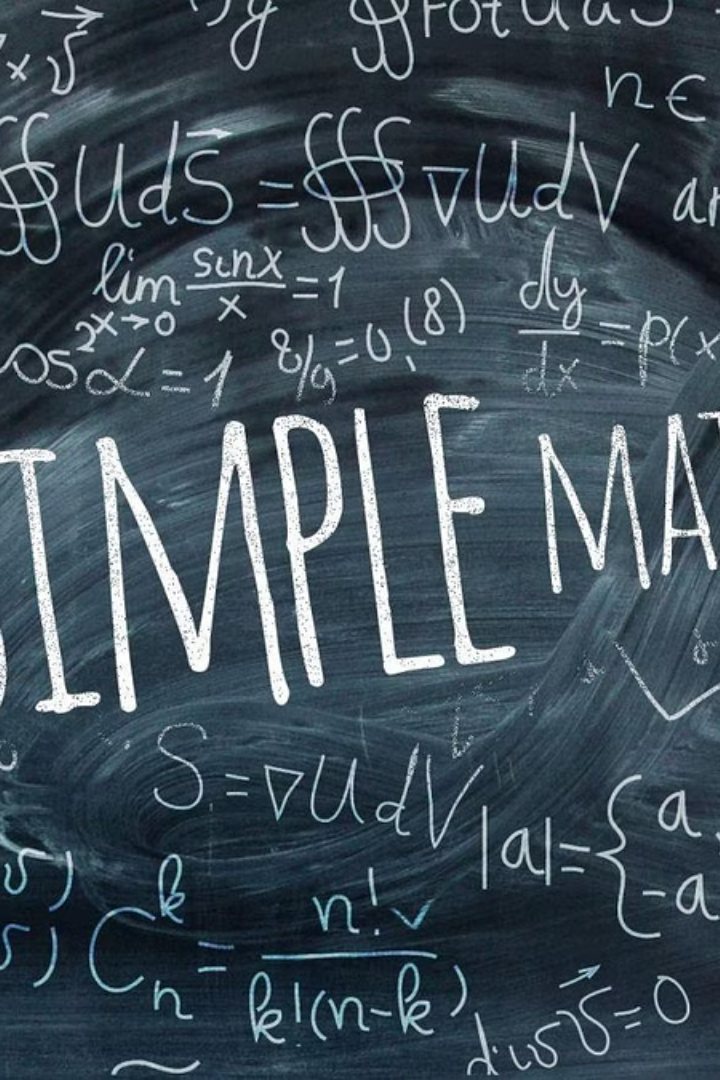 n ∈
∯UdS⃗ = ∰∇UdV
lim sinx/x = 1
x→0
cos²α = 1 8/9 = 0,(8) dy/dx = p(x
SIMPLE MAT
S = ∇UdV
|a| = { a
-a
Cₙᵏ = n!/k!(n-k)
div v⃗ = 0